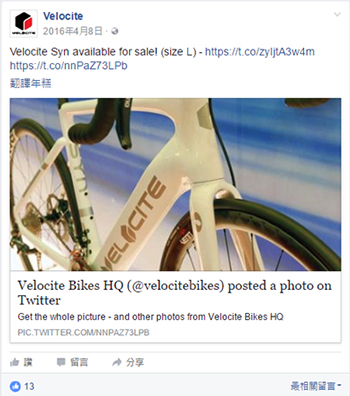 Velocite
2016年4月8日 ·
VELOCITE
Velocite Syn available for sale! (size L) - https://t.co/zyIjtA3w4m
https://t.co/nnPaZ73LPb
翻譯年糕
SYN
VELOCITE
Velocite Bikes HQ (@velocitebikes) posted a photo on
Twitter
Get the whole picture - and other photos from Velocite Bikes HQ
PIC.TWITTER.COM/NNPAZ73LPB
讚 留言 分享
13 最相關留言